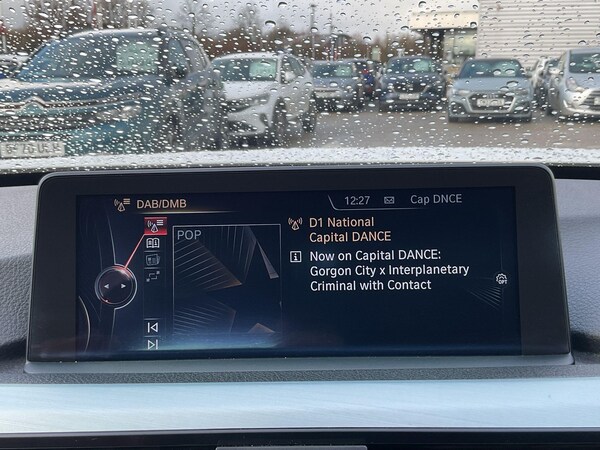 DAB/DMB
12:27
Cap DNCE
POP
D1 National
Capital DANCE
Now on Capital DANCE:
Gorgon City x Interplanetary
Criminal with Contact
OPT